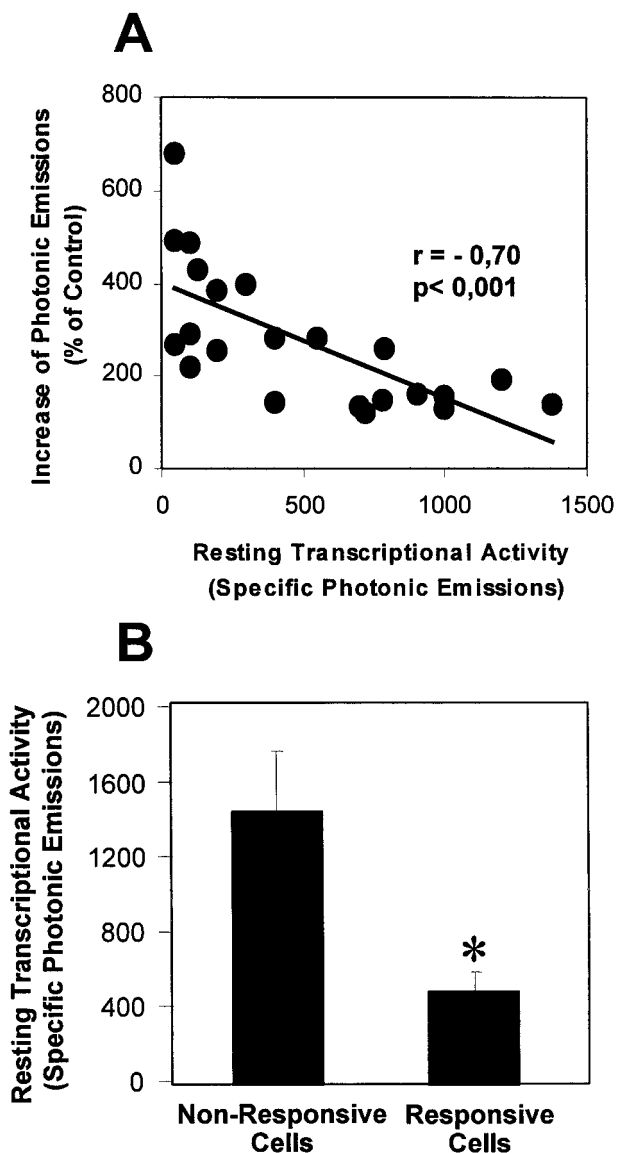 A
Increase of Photonic Emissions
(% of Control)
800
600
400
200
0
r = - 0,70
p< 0,001
0
500
1000
1500
Resting Transcriptional Activity
(Specific Photonic Emissions)
B
Resting Transcriptional Activity
(Specific Photonic Emissions)
2000
1600
1200
800
400
0
*
Non-Responsive
Cells
Responsive
Cells